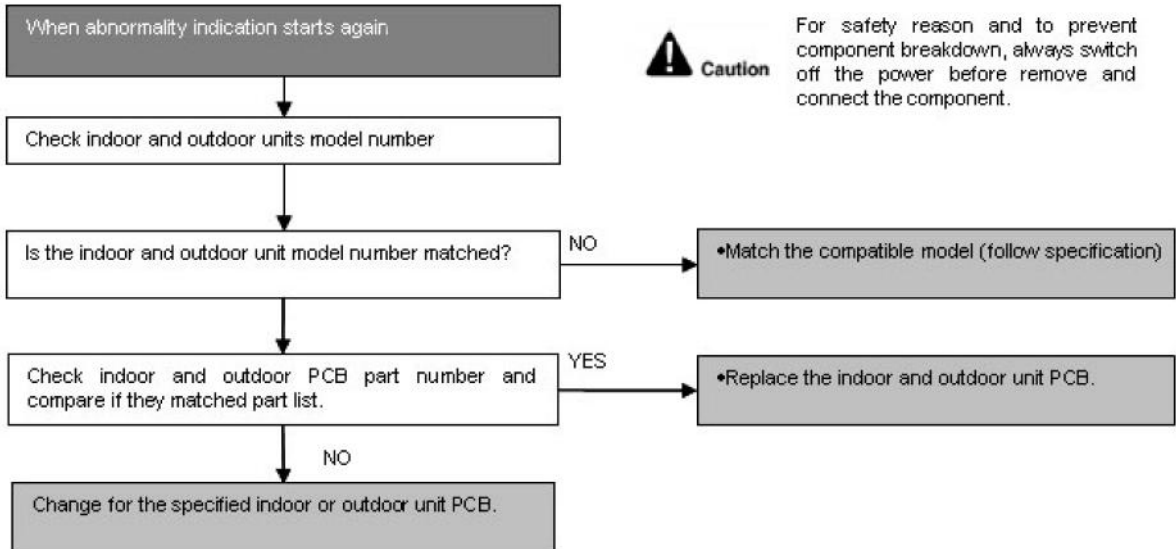 When abnormality indication starts again
For safety reason and to prevent
component breakdown, always switch
off the power before remove and
connect the component.
Caution
Check indoor and outdoor units model number
Is the indoor and outdoor unit model number matched?
NO
•Match the compatible model (follow specification)
Check indoor and outdoor PCB part number and
compare if they matched part list.
YES
•Replace the indoor and outdoor unit PCB.
NO
Change for the specified indoor or outdoor unit PCB.